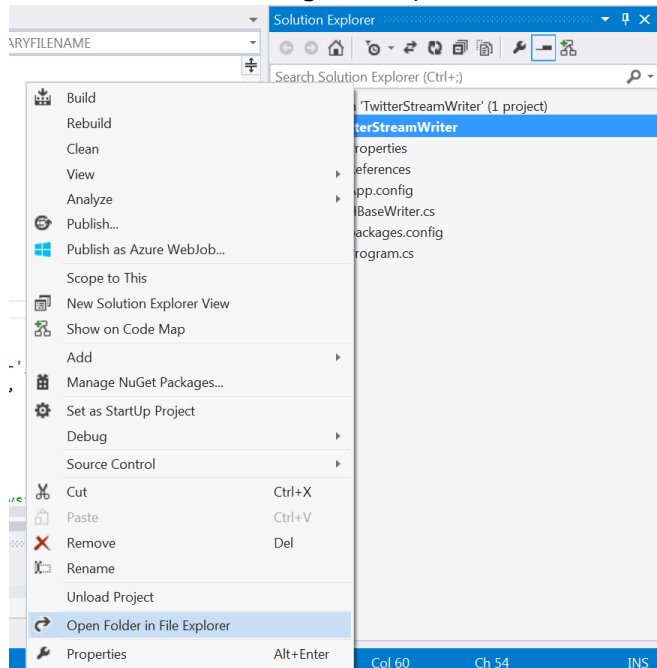 Solution Explorer
ARYFILENAME
Search Solution Explorer (Ctrl+;)
'TwitterStreamWriter' (1 project)
terStreamWriter
roperties
eferences
pp.config
BaseWriter.cs
ackages.config
rogram.cs
Build
Rebuild
Clean
View
Analyze
Publish...
Publish as Azure WebJob...
Scope to This
New Solution Explorer View
Show on Code Map
Add
Manage NuGet Packages...
Set as StartUp Project
Debug
Source Control
Cut Ctrl+X
Paste Ctrl+V
Remove Del
Rename
Unload Project
Open Folder in File Explorer
Properties Alt+Enter
Col 60 Ch 54 INS